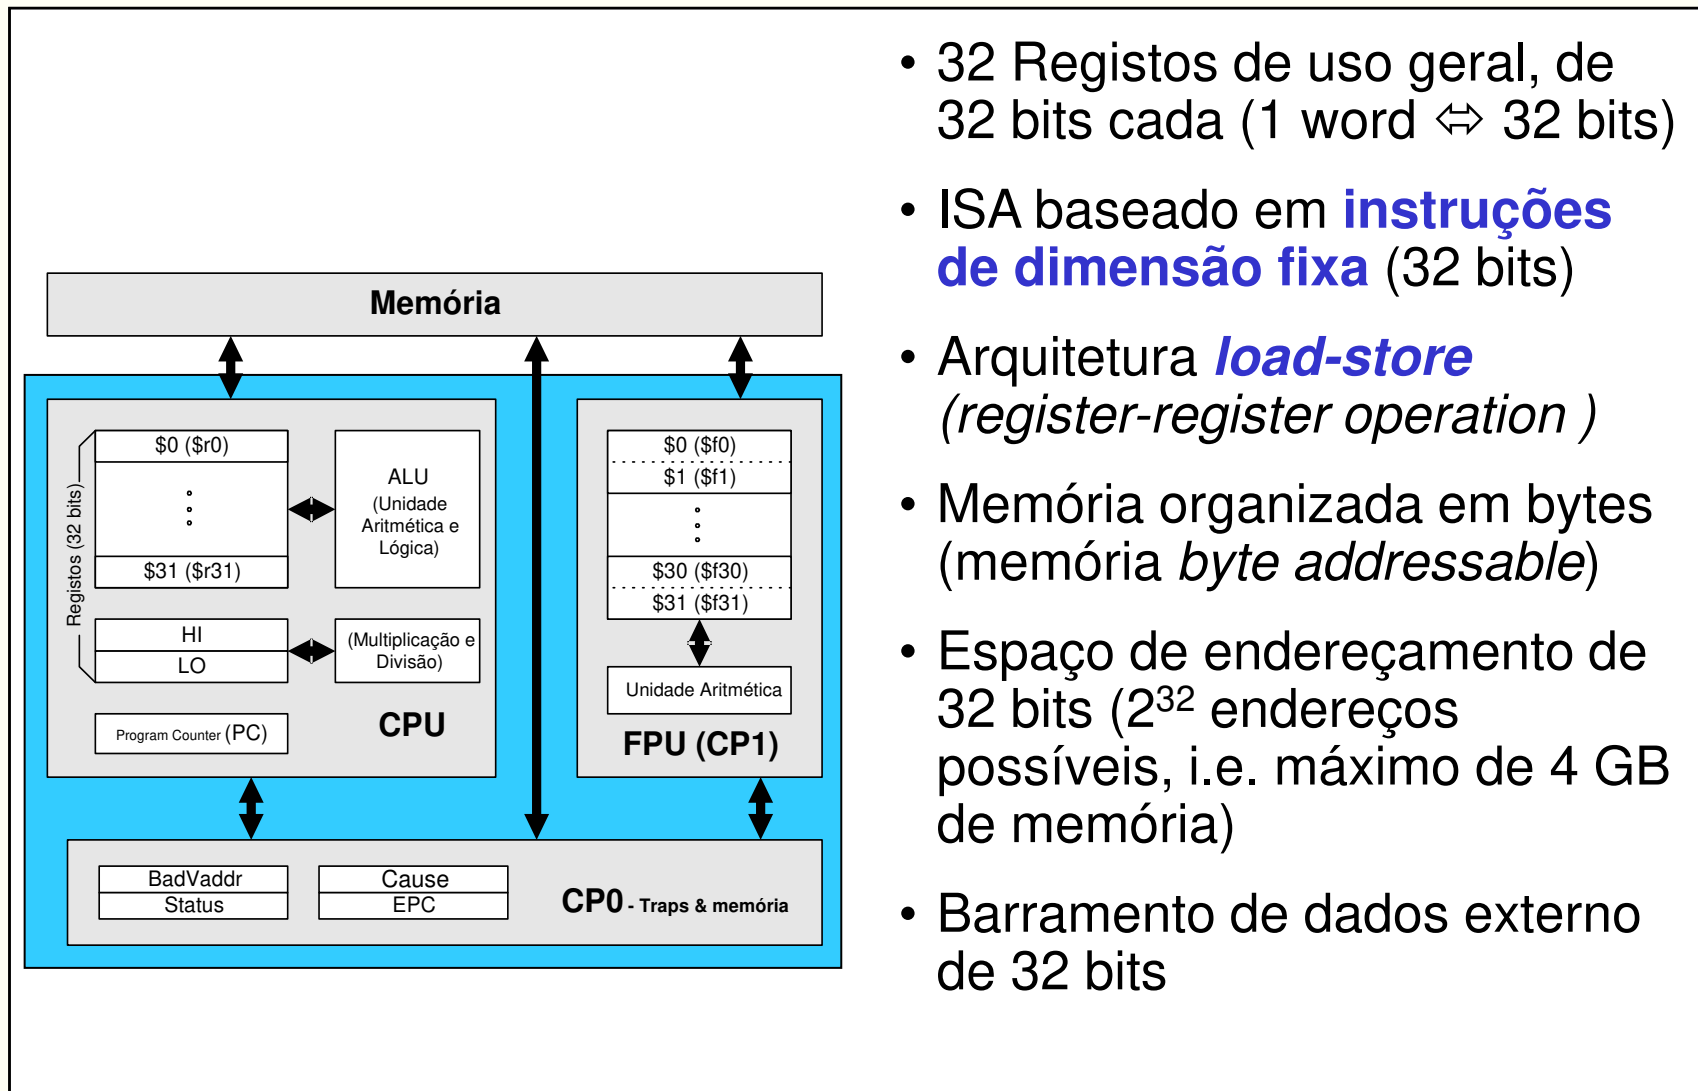 Memória
Registos (32 bits)
$0 ($r0)
$31 ($r31)
HI
LO
ALU
(Unidade
Aritmética e
Lógica)
(Multiplicação e
Divisão)
Program Counter (PC)
CPU
$0 ($f0)
$1 ($f1)
$30 ($f30)
$31 ($f31)
Unidade Aritmética
FPU (CP1)
BadVaddr
Status
Cause
EPC
CP0 - Traps & memória
• 32 Registos de uso geral, de
32 bits cada (1 word ⇔ 32 bits)
• ISA baseado em instruções
de dimensão fixa (32 bits)
• Arquitetura load-store
(register-register operation )
• Memória organizada em bytes
(memória byte addressable)
• Espaço de endereçamento de
32 bits (2³² endereços
possíveis, i.e. máximo de 4 GB
de memória)
• Barramento de dados externo
de 32 bits